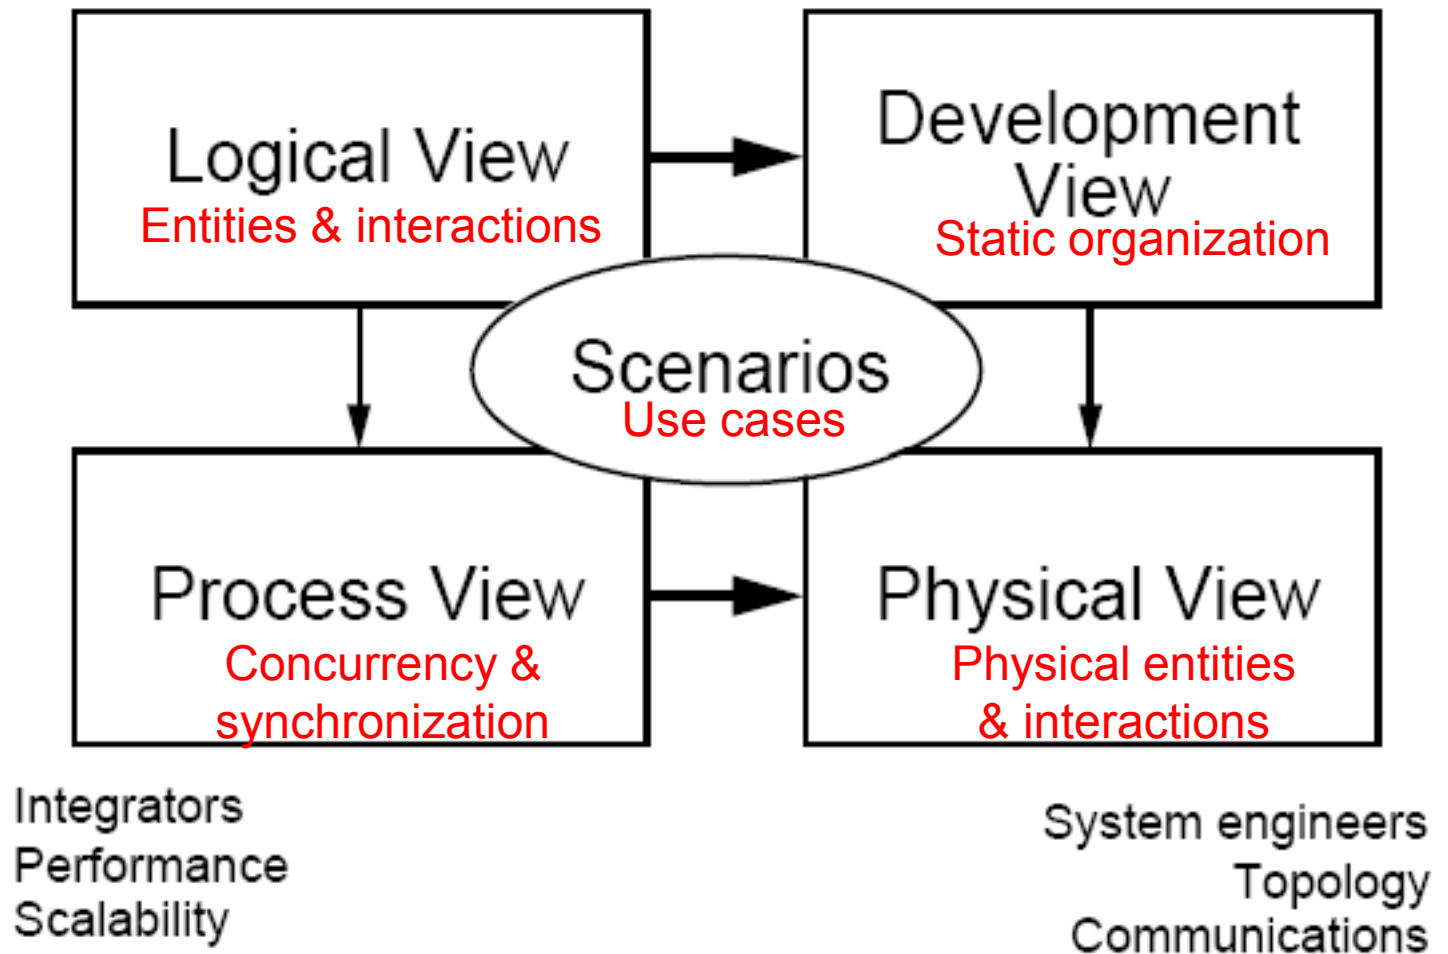 Logical View
Entities & interactions
Development
View
Static organization
Scenarios
Use cases
Process View
Concurrency &
synchronization
Physical View
Physical entities
& interactions
Integrators
Performance
Scalability
System engineers
Topology
Communications